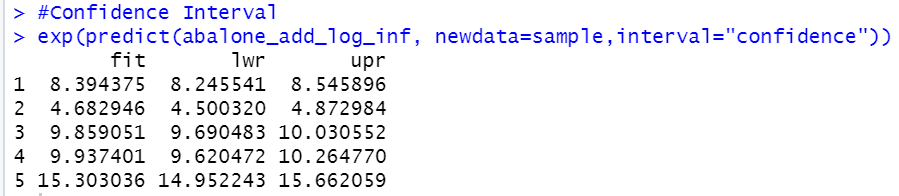 > #Confidence Interval
> exp(predict(abalone_add_log_inf, newdata=sample,interval="confidence"))
fit lwr upr
1 8.394375 8.245541 8.545896
2 4.682946 4.500320 4.872984
3 9.859051 9.690483 10.030552
4 9.937401 9.620472 10.264770
5 15.303036 14.952243 15.662059